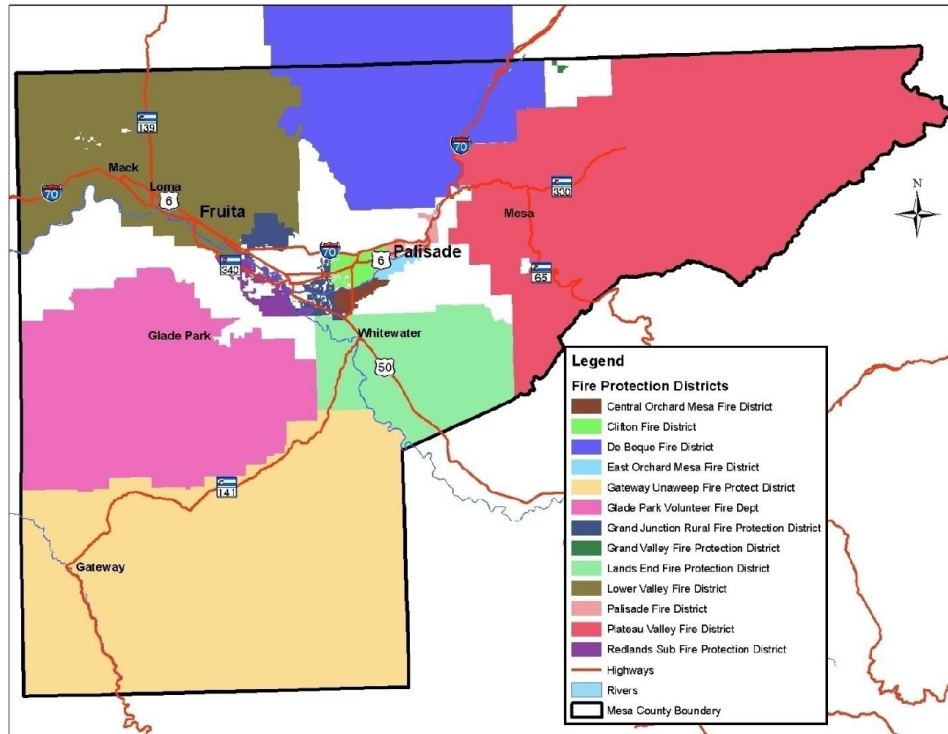 139
70
Mack
Loma
6
70
330
Fruita
Mesa
N
70
Palisade
6
340
65
Glade Park
Whitewater
50
141
Gateway
Legend
Fire Protection Districts
Central Orchard Mesa Fire District
Clifton Fire District
De Beque Fire District
East Orchard Mesa Fire District
Gateway Unaweep Fire Protect District
Glade Park Volunteer Fire Dept
Grand Junction Rural Fire Protection District
Grand Valley Fire Protection District
Lands End Fire Protection District
Lower Valley Fire District
Palisade Fire District
Plateau Valley Fire District
Redlands Sub Fire Protection District
Highways
Rivers
Mesa County Boundary